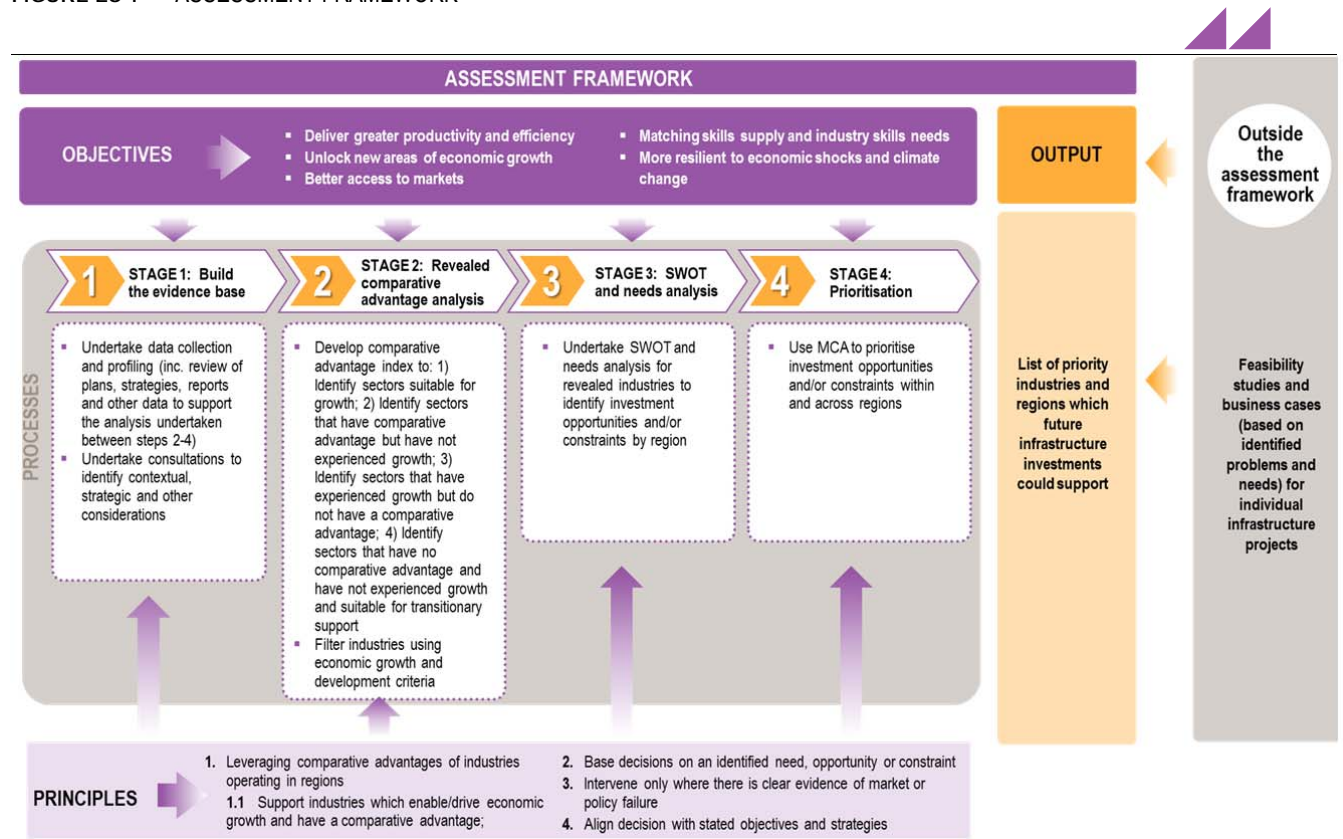 FIGURE ES 1 ASSESSMENT FRAMEWORK
ASSESSMENT FRAMEWORK
OBJECTIVES
▪ Deliver greater productivity and efficiency
▪ Unlock new areas of economic growth
▪ Better access to markets
▪ Matching skills supply and industry skills needs
▪ More resilient to economic shocks and climate
change
OUTPUT
Outside
the
assessment
framework
PROCESSES
1
STAGE 1: Build
the evidence base
2
STAGE 2: Revealed
comparative
advantage analysis
3
STAGE 3: SWOT
and needs analysis
4
STAGE 4:
Prioritisation
▪ Undertake data collection
and profiling (inc. review of
plans, strategies, reports
and other data to support
the analysis undertaken
between steps 2-4)
▪ Undertake consultations to
identify contextual,
strategic and other
considerations
▪ Develop comparative
advantage index to: 1)
Identify sectors suitable for
growth; 2) Identify sectors
that have comparative
advantage but have not
experienced growth; 3)
Identify sectors that have
experienced growth but do
not have a comparative
advantage; 4) Identify
sectors that have no
comparative advantage and
have not experienced growth
and suitable for transitionary
support
▪ Filter industries using
economic growth and
development criteria
▪ Undertake SWOT and
needs analysis for
revealed industries to
identify investment
opportunities and/or
constraints by region
▪ Use MCA to prioritise
investment opportunities
and/or constraints within
and across regions
List of priority
industries and
regions which
future
infrastructure
investments
could support
Feasibility
studies and
business cases
(based on
identified
problems and
needs) for
individual
infrastructure
projects
PRINCIPLES
1. Leveraging comparative advantages of industries
operating in regions
1.1 Support industries which enable/drive economic
growth and have a comparative advantage;
2. Base decisions on an identified need, opportunity or constraint
3. Intervene only where there is clear evidence of market or
policy failure
4. Align decision with stated objectives and strategies